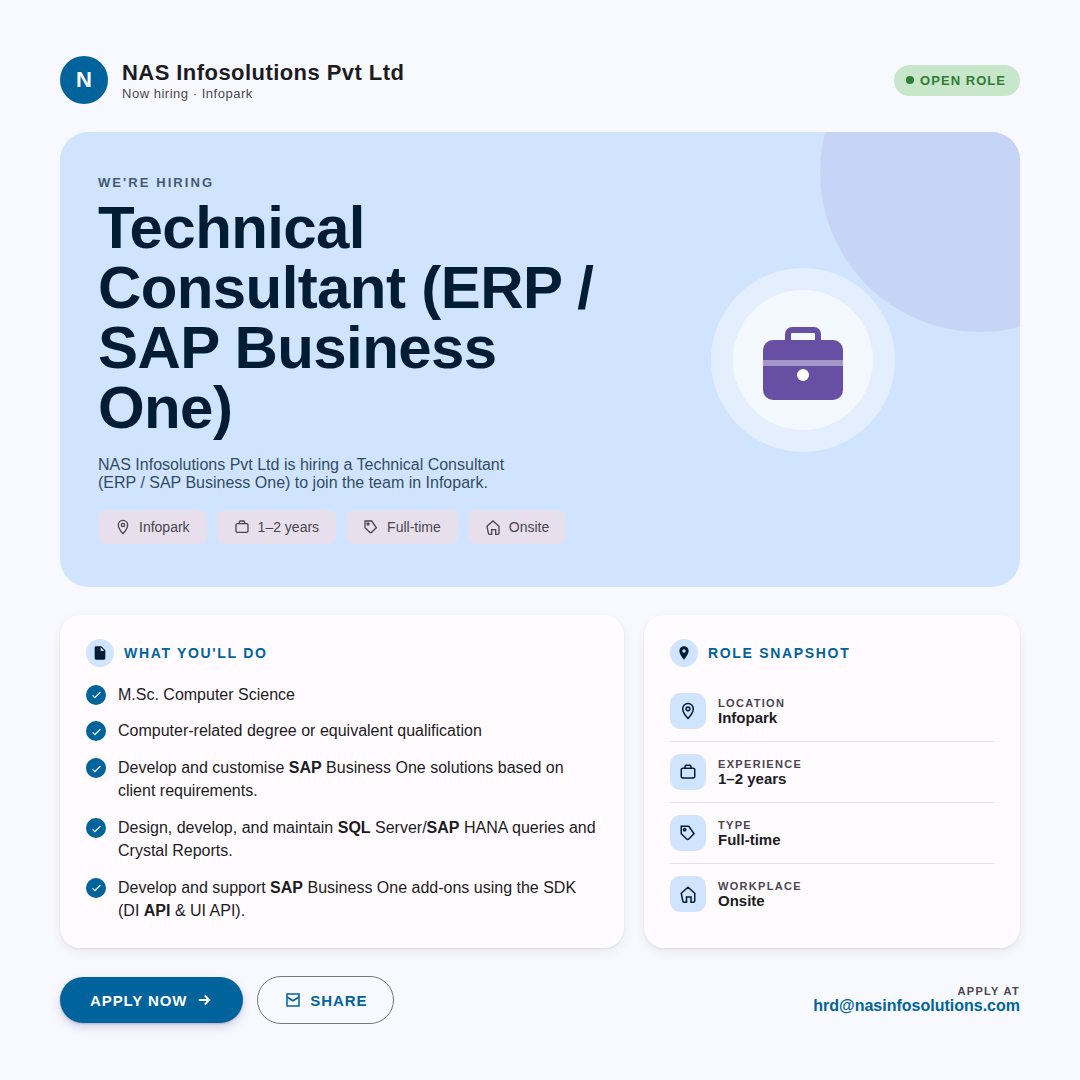 N
NAS Infosolutions Pvt Ltd
Now hiring · Infopark
OPEN ROLE
WE'RE HIRING
Technical
Consultant (ERP /
SAP Business
One)
NAS Infosolutions Pvt Ltd is hiring a Technical Consultant
(ERP / SAP Business One) to join the team in Infopark.
Infopark
1–2 years
Full-time
Onsite
WHAT YOU'LL DO
M.Sc. Computer Science
Computer-related degree or equivalent qualification
Develop and customise SAP Business One solutions based on
client requirements.
Design, develop, and maintain SQL Server/SAP HANA queries and
Crystal Reports.
Develop and support SAP Business One add-ons using the SDK
(DI API & UI API).
ROLE SNAPSHOT
LOCATION
Infopark
EXPERIENCE
1–2 years
TYPE
Full-time
WORKPLACE
Onsite
APPLY NOW
SHARE
APPLY AT
hrd@nasinfosolutions.com